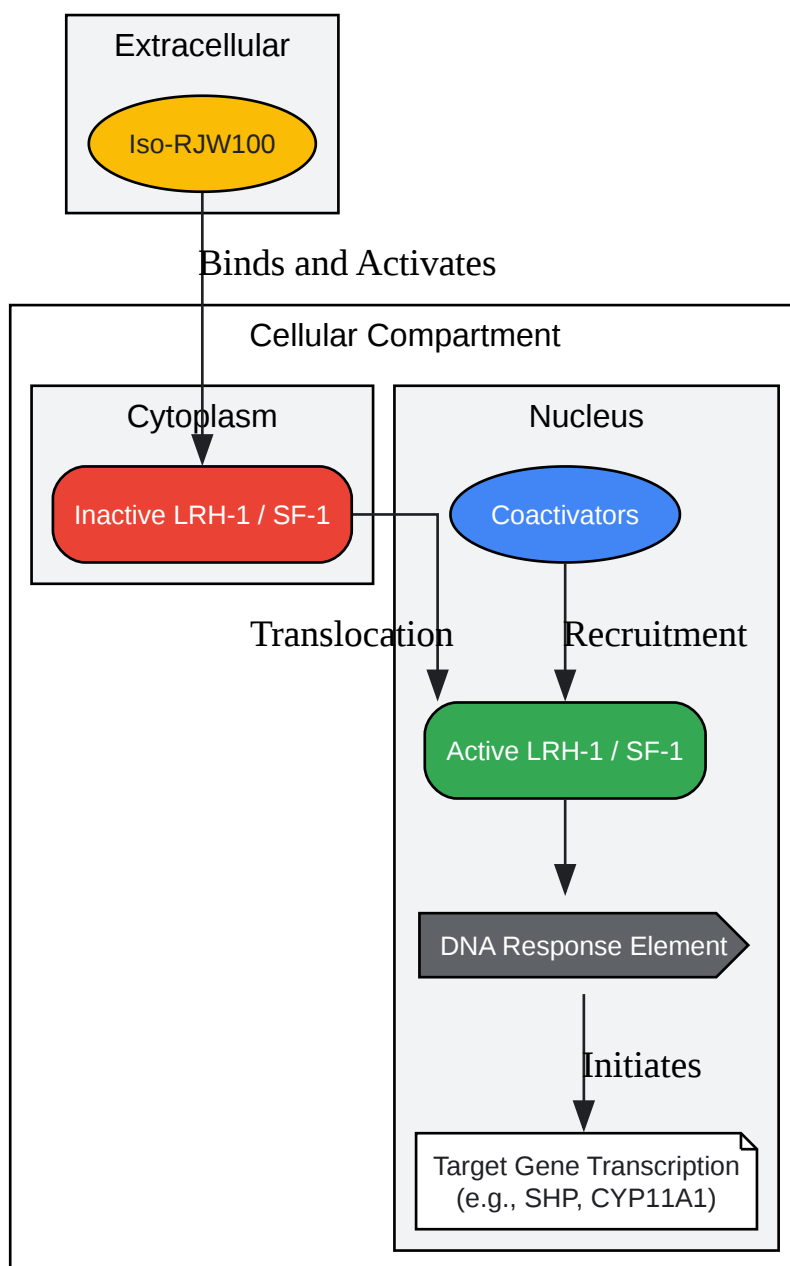 Extracellular
Iso-RJW100
Binds and Activates
Cellular Compartment
Cytoplasm
Nucleus
Inactive LRH-1 / SF-1
Coactivators
Translocation
Recruitment
Active LRH-1 / SF-1
DNA Response Element
Initiates
Target Gene Transcription
(e.g., SHP, CYP11A1)